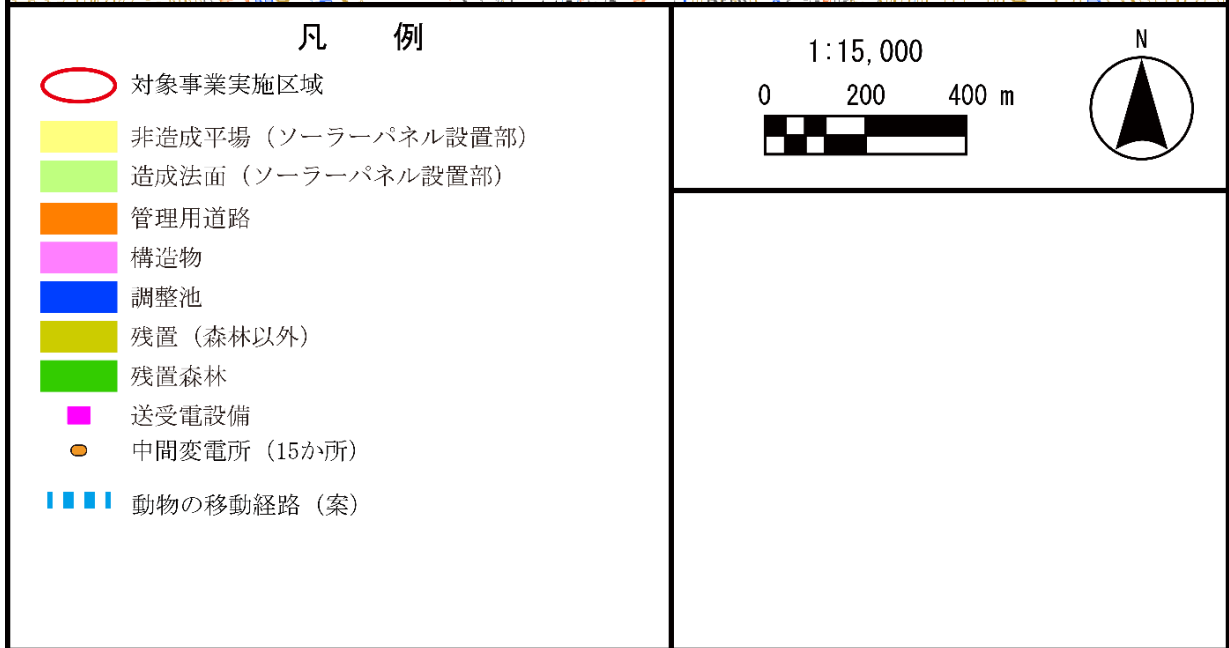 凡　例
対象事業実施区域
非造成平場（ソーラーパネル設置部）
造成法面（ソーラーパネル設置部）
管理用道路
構造物
調整池
残置（森林以外）
残置森林
送受電設備
中間変電所（15か所）
動物の移動経路（案）
1:15,000
0 200 400 m
N